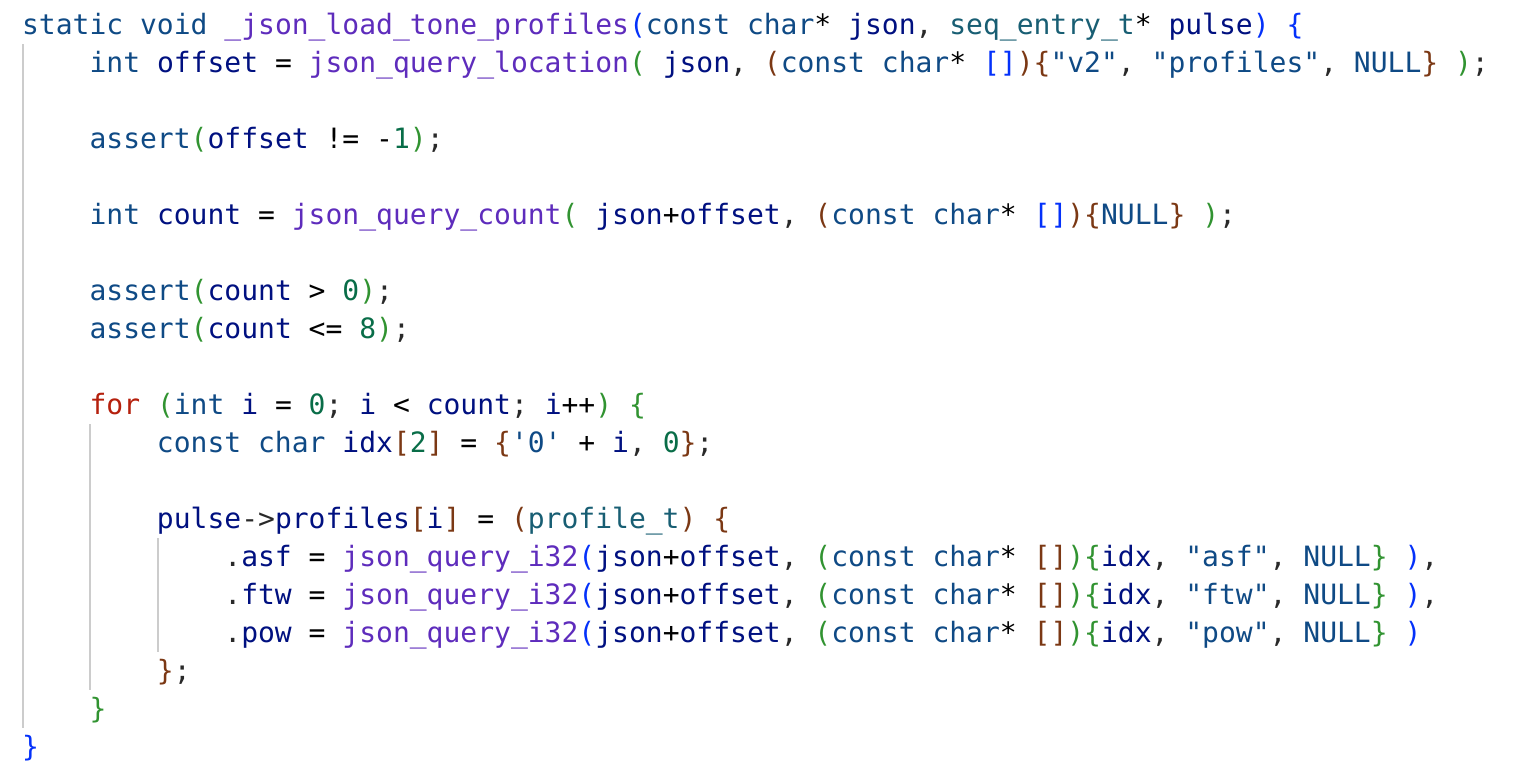 static void _json_load_tone_profiles(const char* json, seq_entry_t* pulse) {
    int offset = json_query_location( json, (const char* []){"v2", "profiles", NULL} );

    assert(offset != -1);

    int count = json_query_count( json+offset, (const char* []){NULL} );

    assert(count > 0);
    assert(count <= 8);

    for (int i = 0; i < count; i++) {
        const char idx[2] = {'0' + i, 0};

        pulse->profiles[i] = (profile_t) {
            .asf = json_query_i32(json+offset, (const char* []){idx, "asf", NULL} ),
            .ftw = json_query_i32(json+offset, (const char* []){idx, "ftw", NULL} ),
            .pow = json_query_i32(json+offset, (const char* []){idx, "pow", NULL} )
        };
    }
}